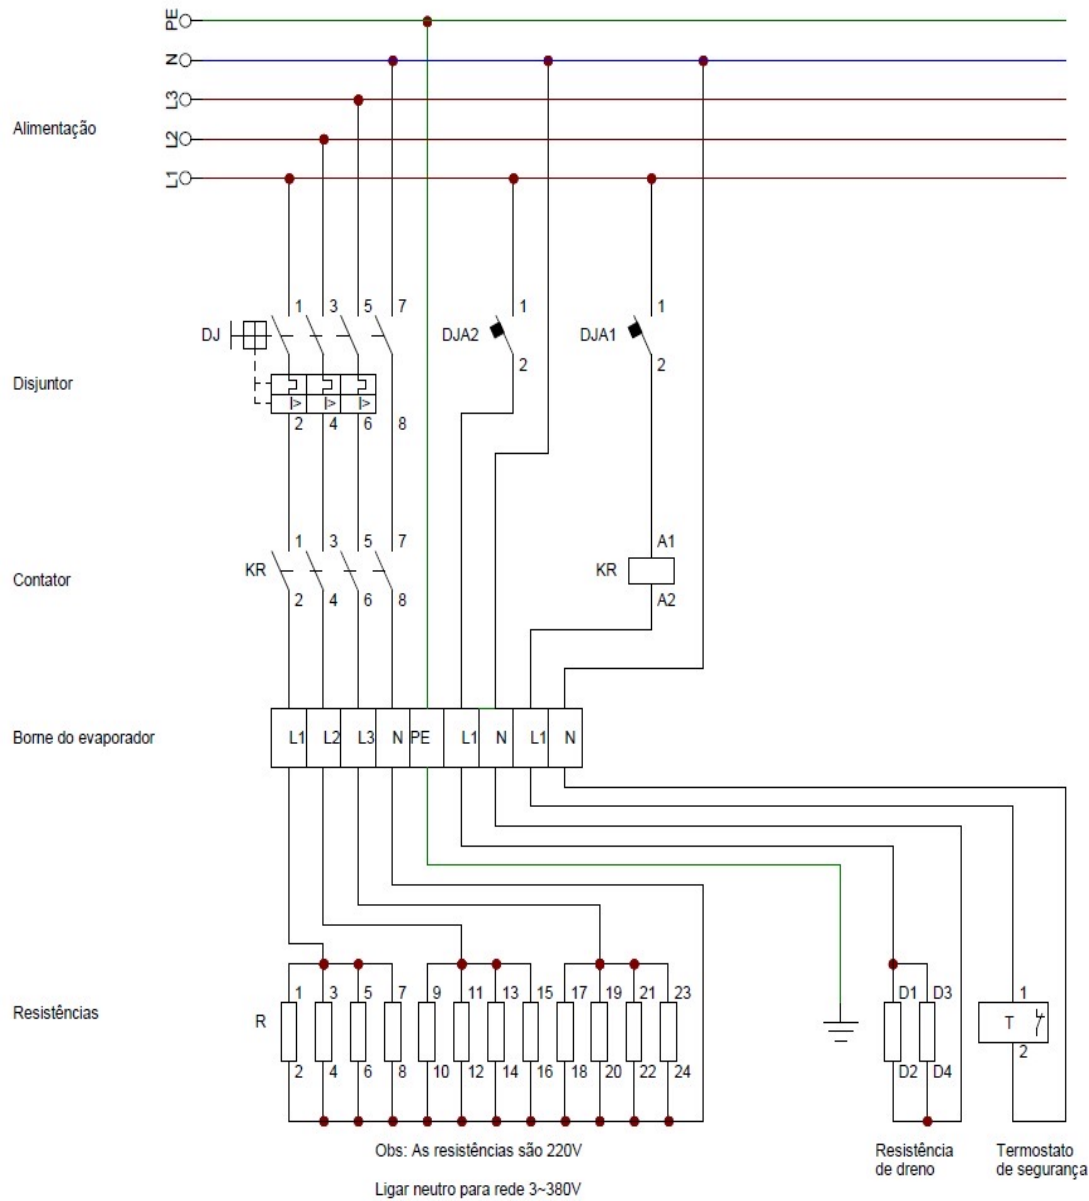 PE
N
L3
Alimentação
L2
L1
1 3 5 7 1 1
DJ DJA2 DJA1
2 2
Disjuntor
I> I> I>
2 4 6 8
1 3 5 7 A1
KR KR
Contator
2 4 6 8 A2
Borne do evaporador
L1 L2 L3 N PE L1 N L1 N
1 3 5 7 9 11 13 15 17 19 21 23 D1 D3 1
Resistências
R T
2 4 6 8 10 12 14 16 18 20 22 24 D2 D4 2
Obs: As resistências são 220V
Resistência
de dreno
Termostato
de segurança
Ligar neutro para rede 3~380V